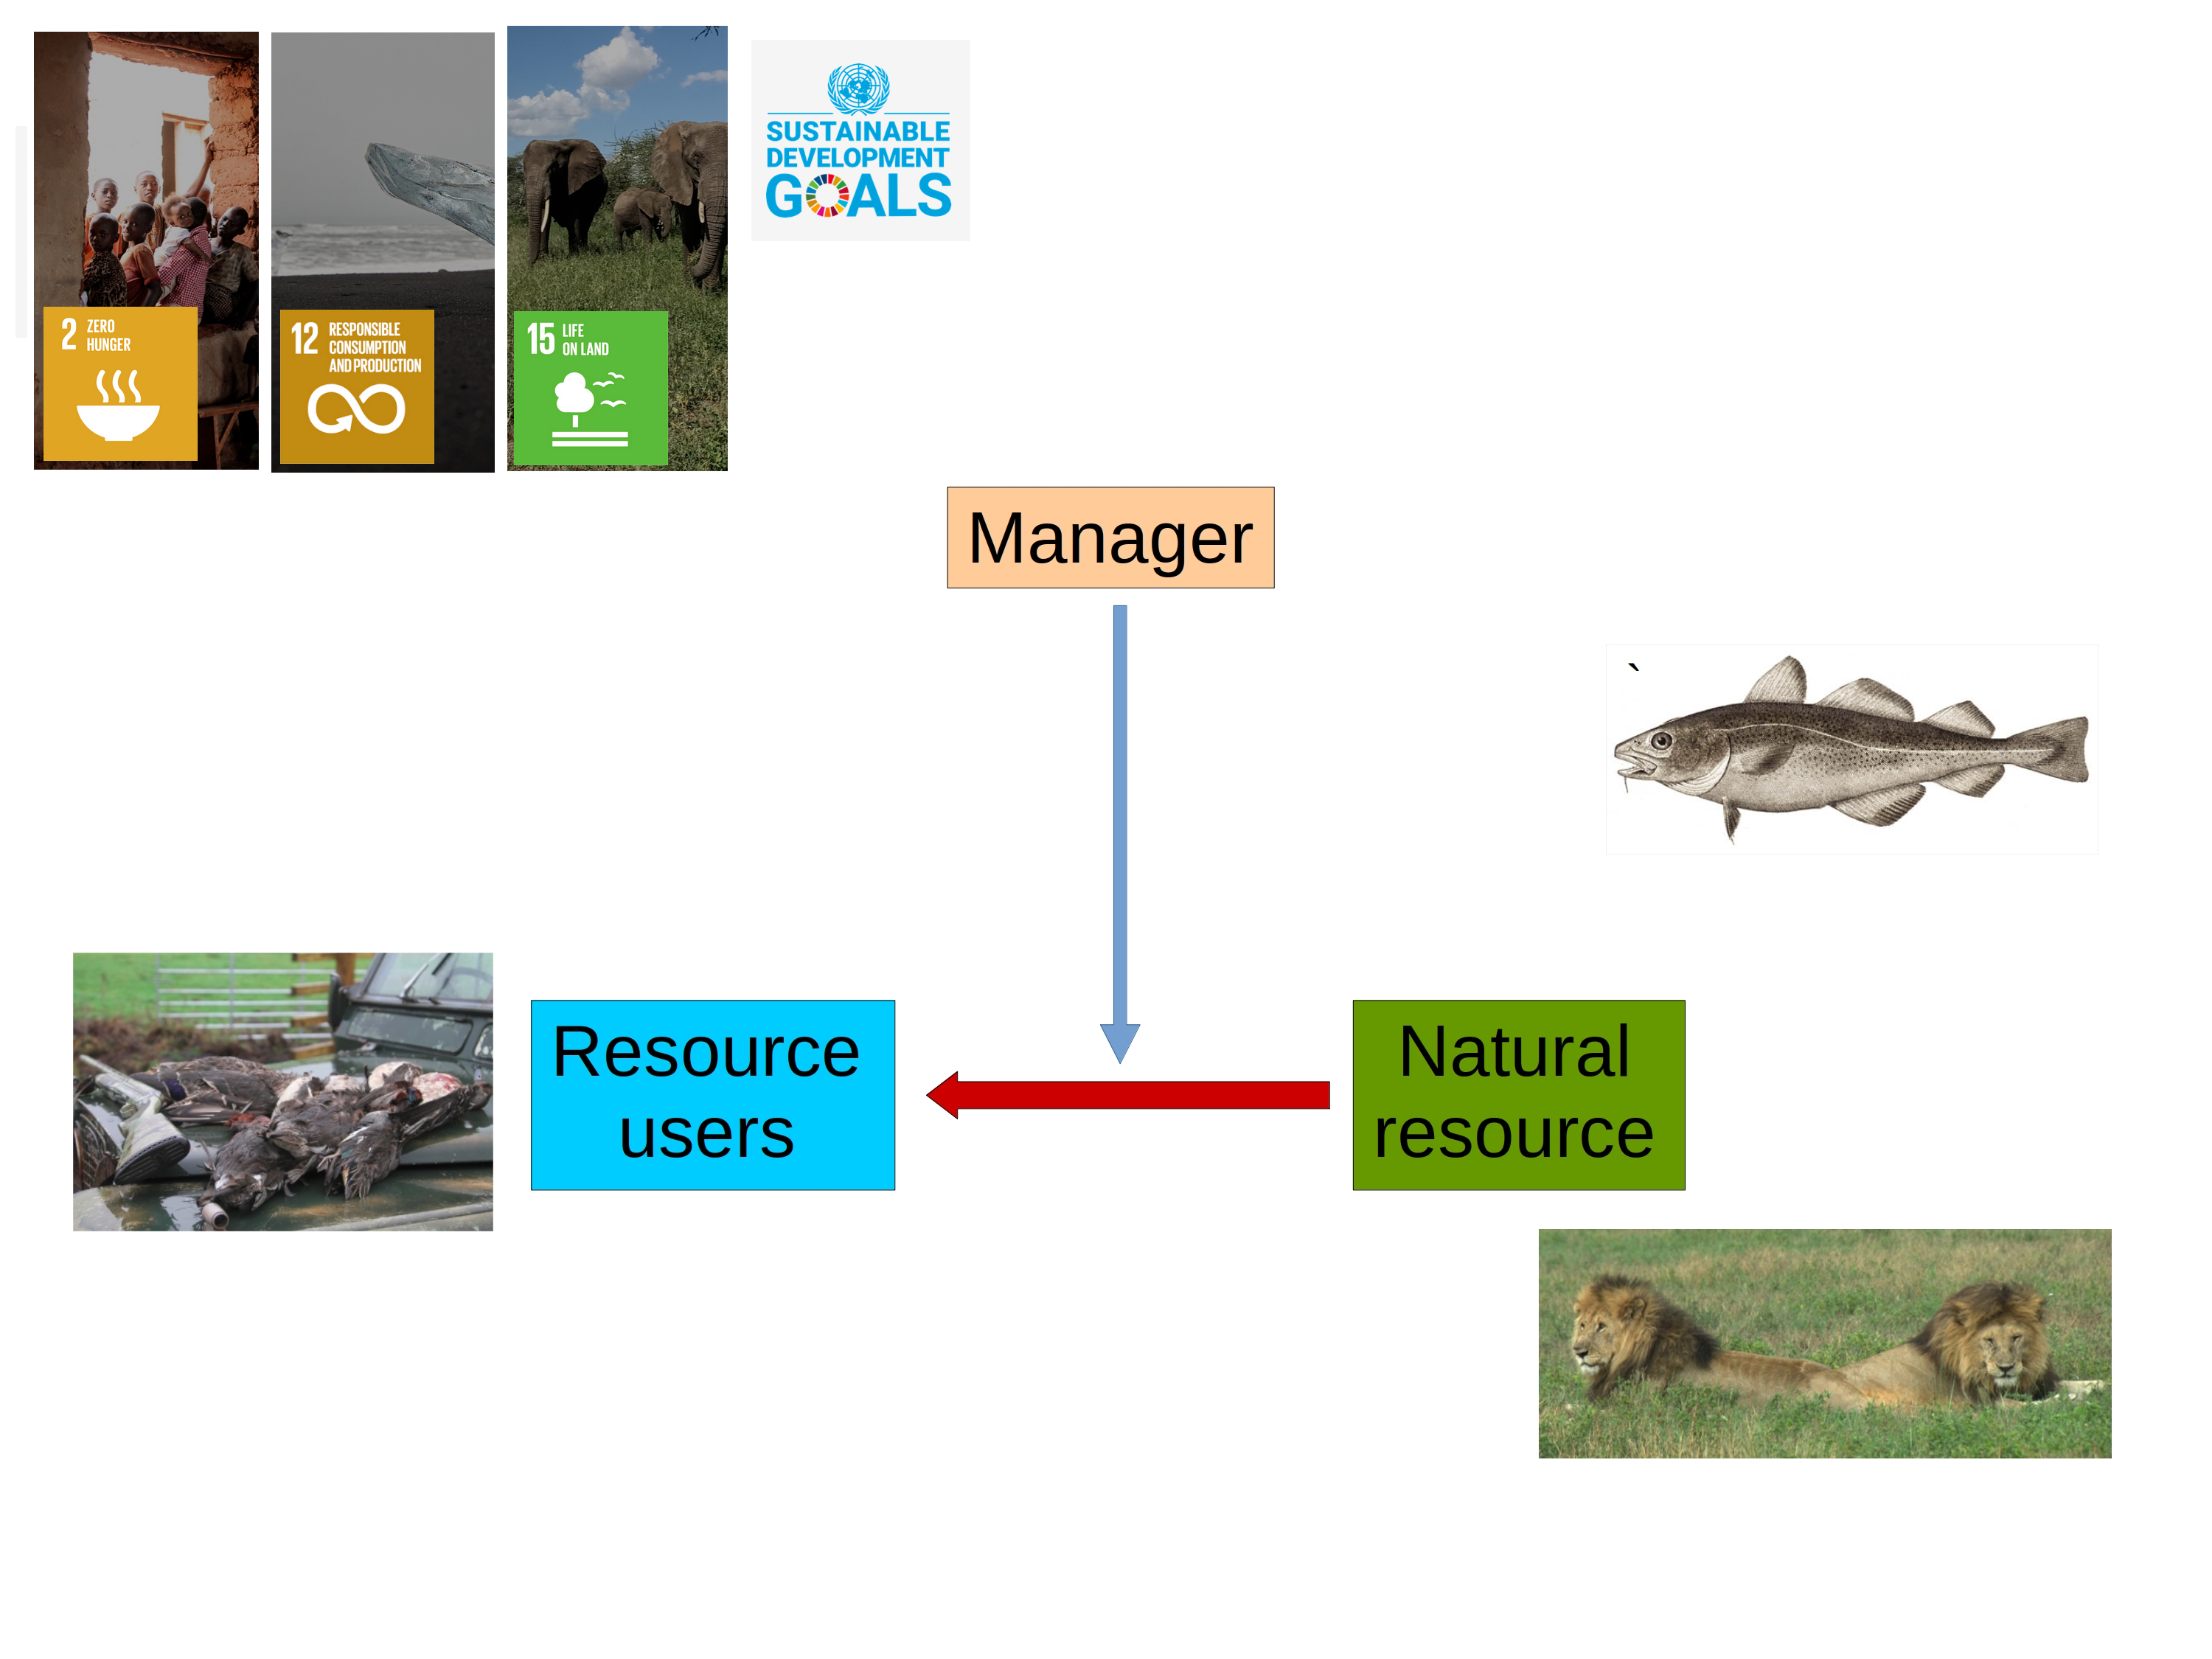 SUSTAINABLE
DEVELOPMENT
GOALS
2 ZERO
HUNGER
12 RESPONSIBLE
CONSUMPTION
AND PRODUCTION
15 LIFE
ON LAND
Manager
`
Resource
users
Natural
resource